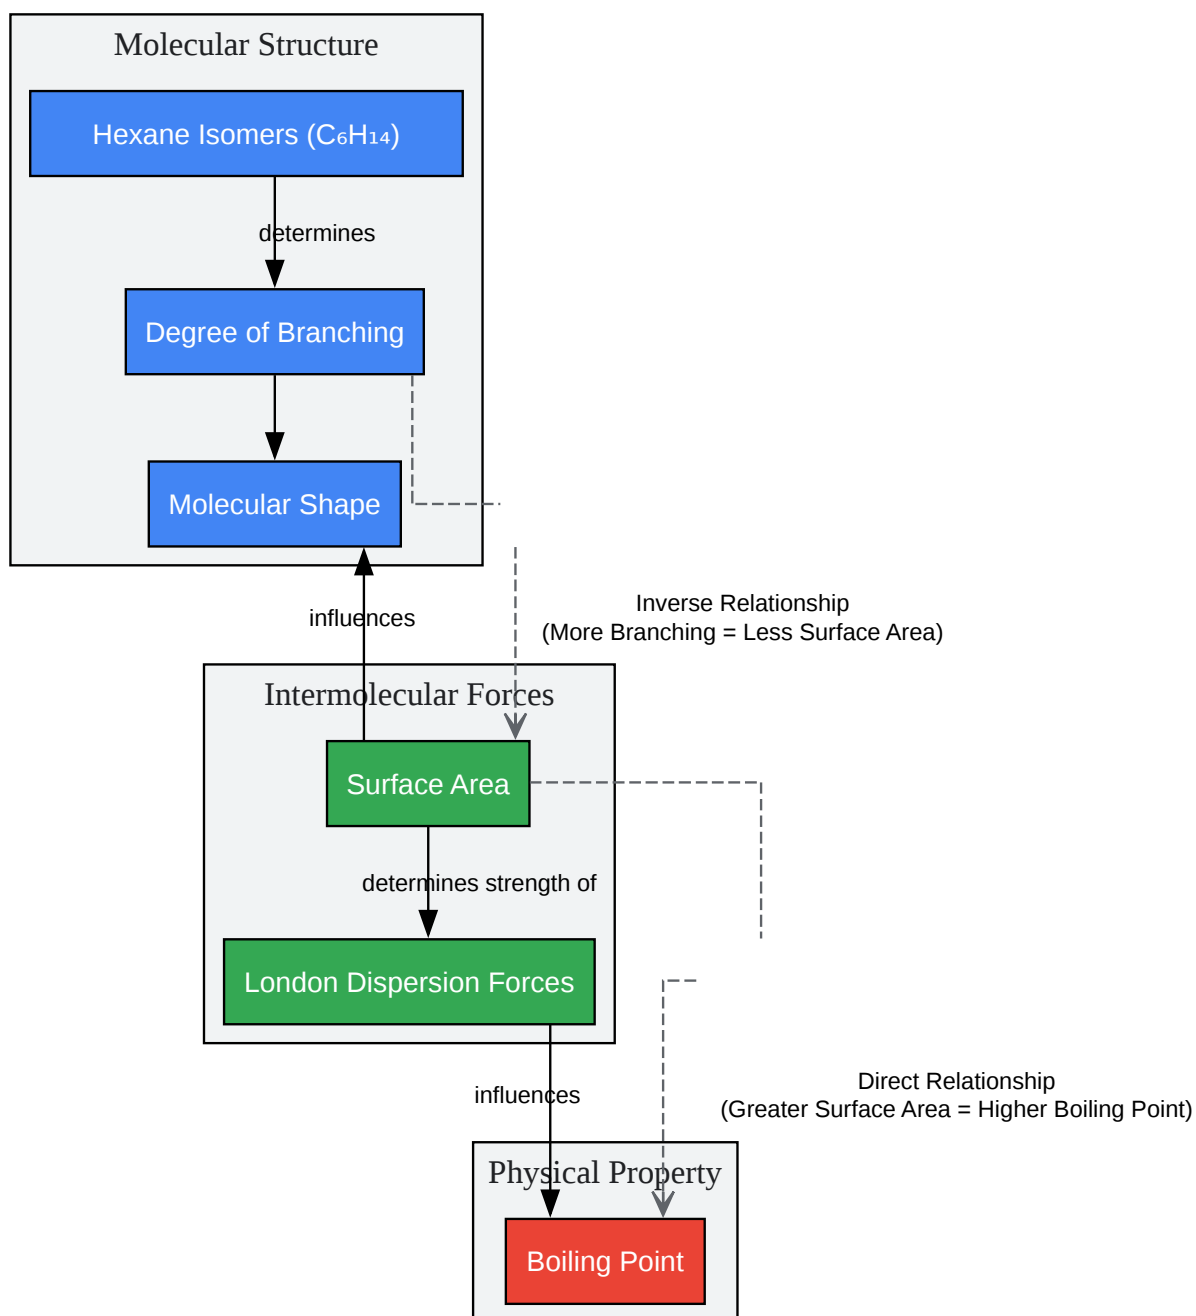 Molecular Structure
Hexane Isomers (C₆H₁₄)
determines
Degree of Branching
Molecular Shape
influences
Inverse Relationship
(More Branching = Less Surface Area)
Intermolecular Forces
Surface Area
determines strength of
London Dispersion Forces
influences
Direct Relationship
(Greater Surface Area = Higher Boiling Point)
Physical Property
Boiling Point